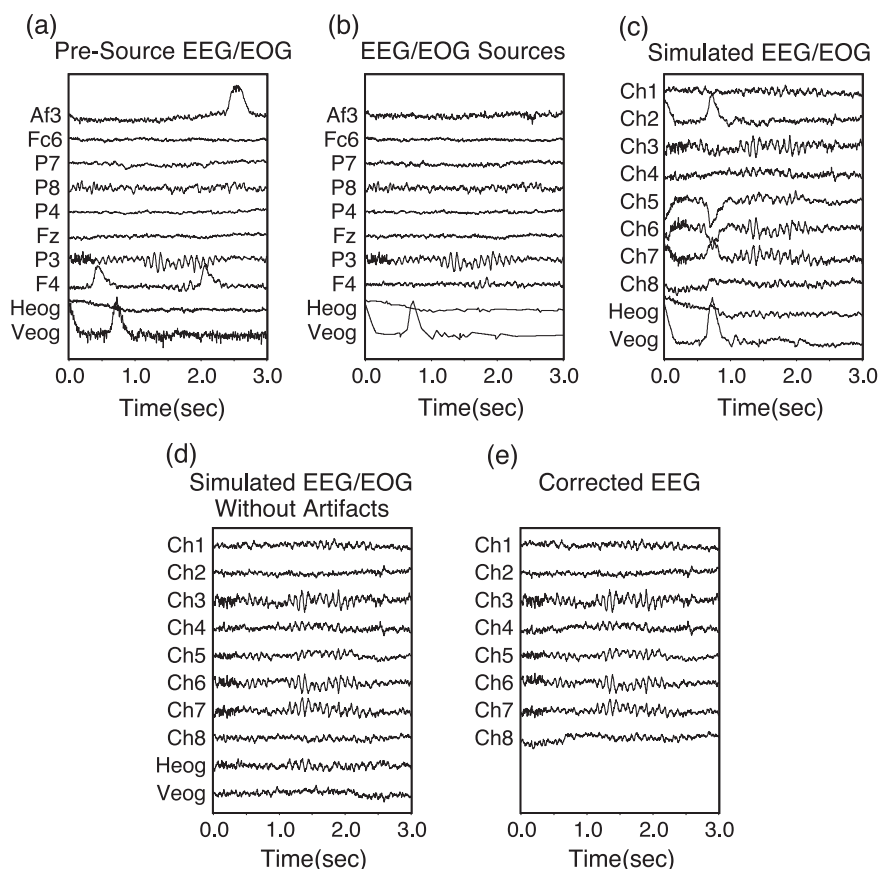 (a)
Pre-Source EEG/EOG
Af3
Fc6
P7
P8
P4
Fz
P3
F4
Heog
Veog
0.0 1.0 2.0 3.0
Time(sec)
(b)
EEG/EOG Sources
Af3
Fc6
P7
P8
P4
Fz
P3
F4
Heog
Veog
0.0 1.0 2.0 3.0
Time(sec)
(c)
Simulated EEG/EOG
Ch1
Ch2
Ch3
Ch4
Ch5
Ch6
Ch7
Ch8
Heog
Veog
0.0 1.0 2.0 3.0
Time(sec)
(d)
Simulated EEG/EOG
Without Artifacts
Ch1
Ch2
Ch3
Ch4
Ch5
Ch6
Ch7
Ch8
Heog
Veog
0.0 1.0 2.0 3.0
Time(sec)
(e)
Corrected EEG
Ch1
Ch2
Ch3
Ch4
Ch5
Ch6
Ch7
Ch8
0.0 1.0 2.0 3.0
Time(sec)